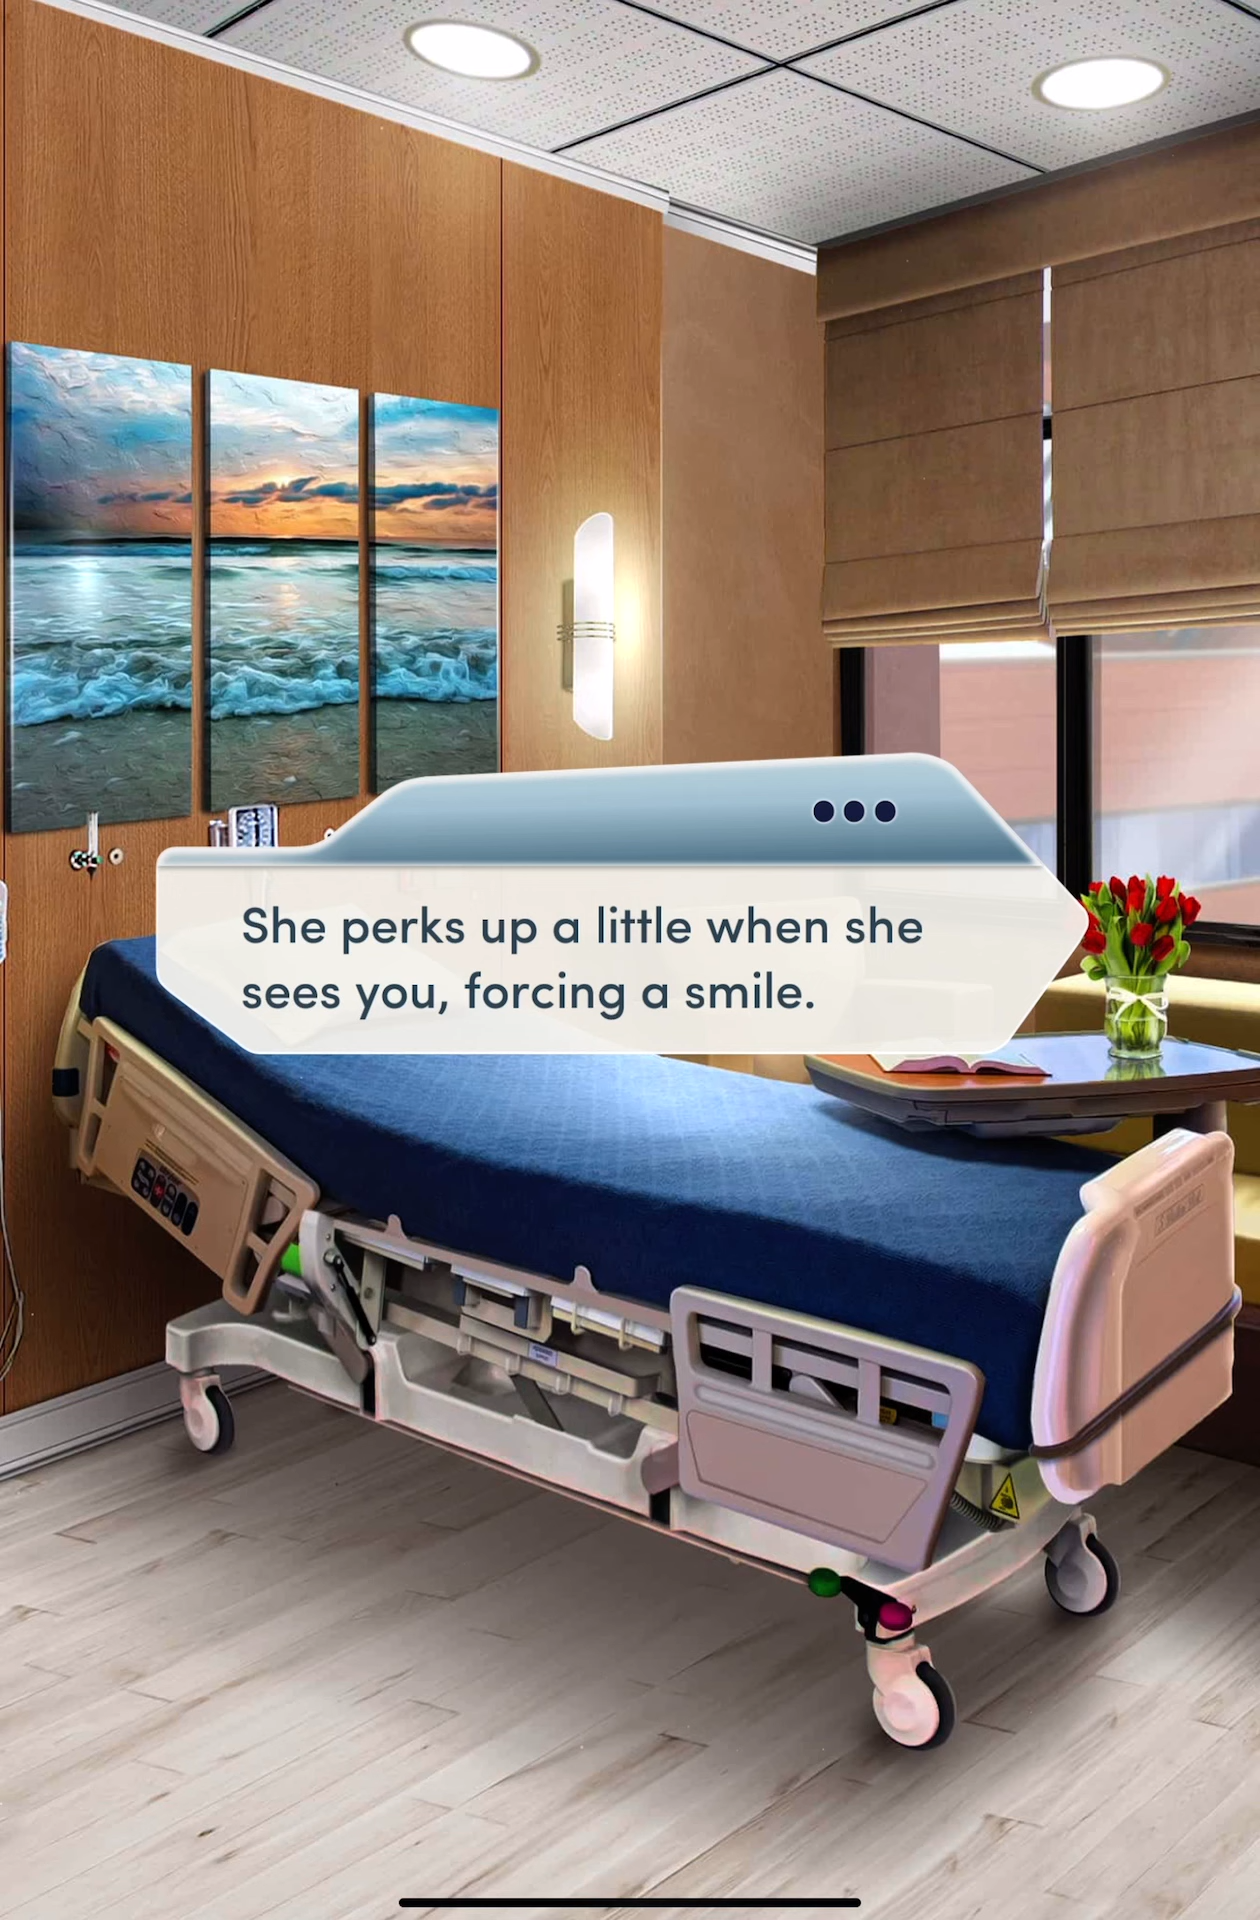 She perks up a little when she
sees you, forcing a smile.